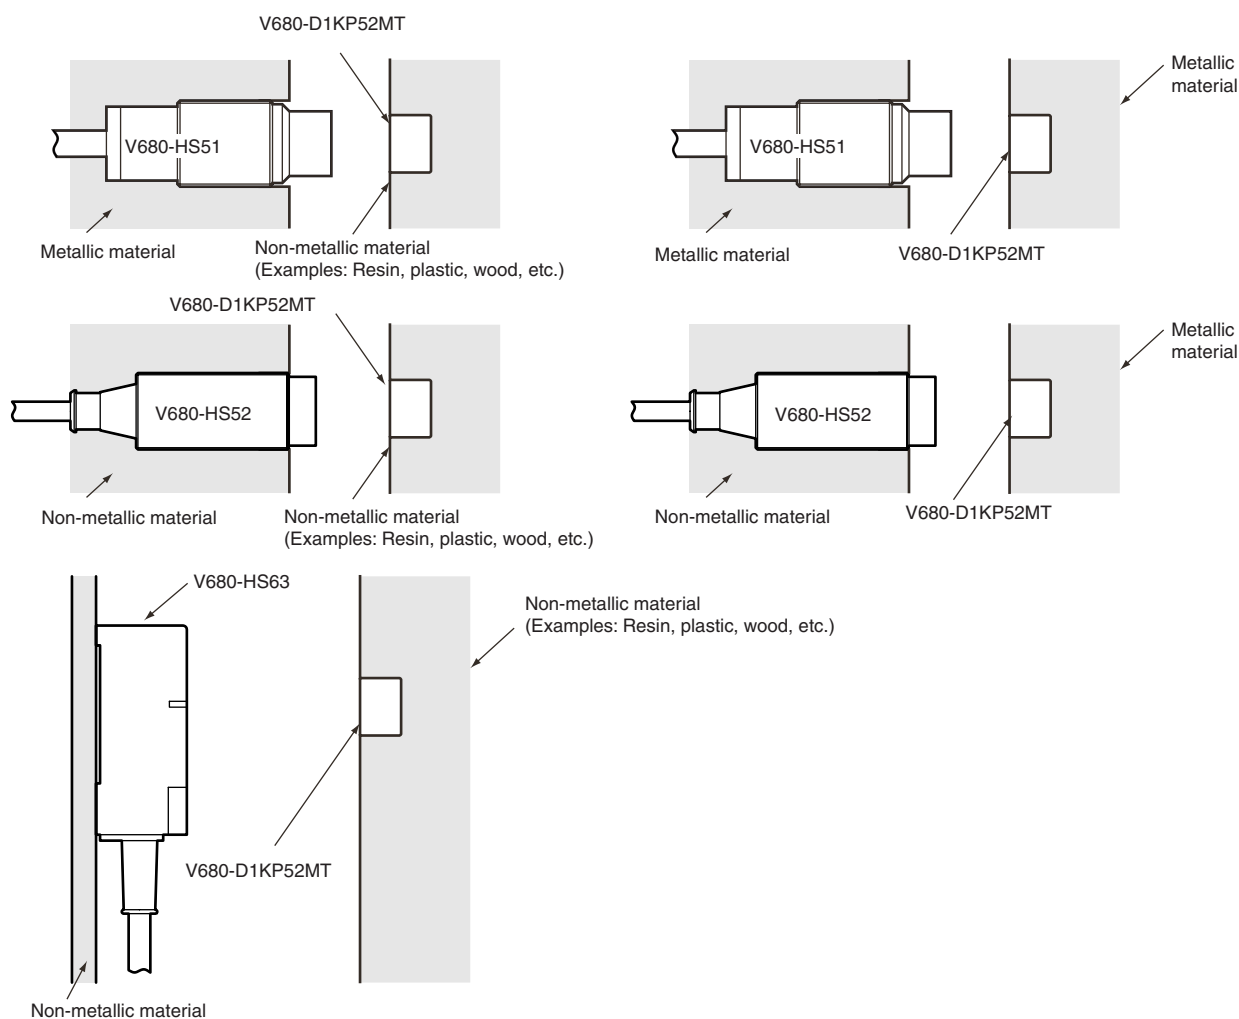 V680-D1KP52MT
V680-HS51
Metallic material
Non-metallic material
(Examples: Resin, plastic, wood, etc.)
Metallic
material
V680-HS51
Metallic material
V680-D1KP52MT
V680-D1KP52MT
V680-HS52
Non-metallic material
Non-metallic material
(Examples: Resin, plastic, wood, etc.)
Metallic
material
V680-HS52
Non-metallic material
V680-D1KP52MT
V680-HS63
Non-metallic material
(Examples: Resin, plastic, wood, etc.)
V680-D1KP52MT
Non-metallic material